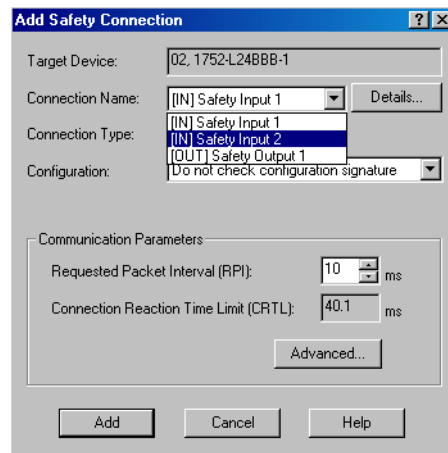 Add Safety Connection
Target Device: 02, 1752-L24BBB-1
Connection Name: [IN] Safety Input 1 Details...
[IN] Safety Input 1
Connection Type: [IN] Safety Input 2
[OUT] Safety Output 1
Configuration: Do not check configuration signature
Communication Parameters
Requested Packet Interval (RPI): 10 ms
Connection Reaction Time Limit (CRTL): 40.1 ms
Advanced...
Add Cancel Help